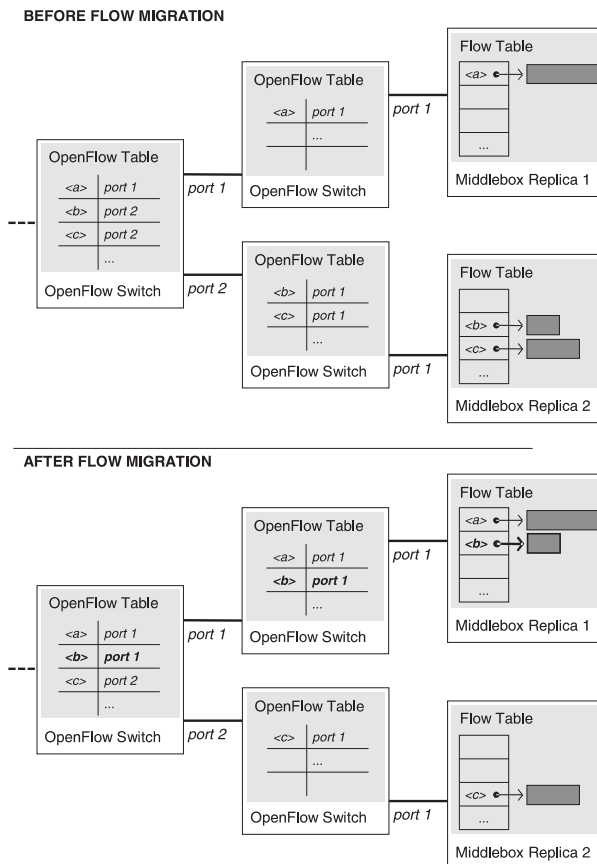 BEFORE FLOW MIGRATION
OpenFlow Table
<a> port 1
<b> port 2
<c> port 2
...
OpenFlow Switch
port 1
port 2
OpenFlow Table
<a> port 1
...
OpenFlow Switch
port 1
Flow Table
<a>
...
Middlebox Replica 1
OpenFlow Table
<b> port 1
<c> port 1
...
OpenFlow Switch
port 1
Flow Table
<b>
<c>
...
Middlebox Replica 2
AFTER FLOW MIGRATION
OpenFlow Table
<a> port 1
<b> port 1
<c> port 2
...
OpenFlow Switch
port 1
port 2
OpenFlow Table
<a> port 1
<b> port 1
...
OpenFlow Switch
port 1
Flow Table
<a>
<b>
...
Middlebox Replica 1
OpenFlow Table
<c> port 1
...
OpenFlow Switch
port 1
Flow Table
<c>
...
Middlebox Replica 2